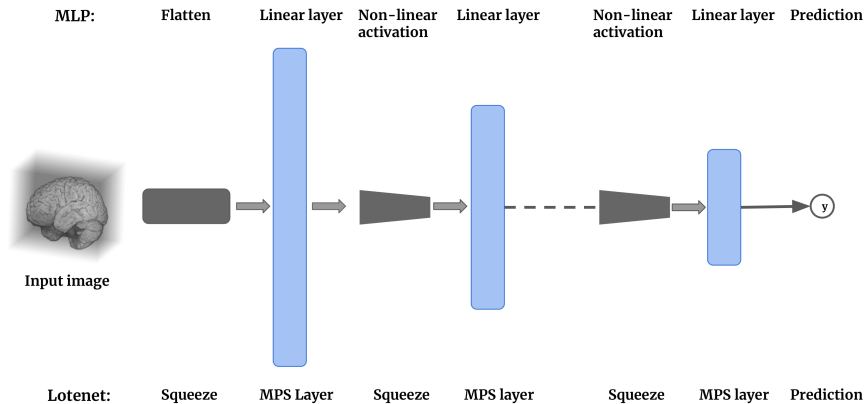 MLP: Flatten Linear layer Non-linear activation Linear layer Non-linear activation Linear layer Prediction
y
Input image
Lotenet: Squeeze MPS Layer Squeeze MPS layer Squeeze MPS layer Prediction